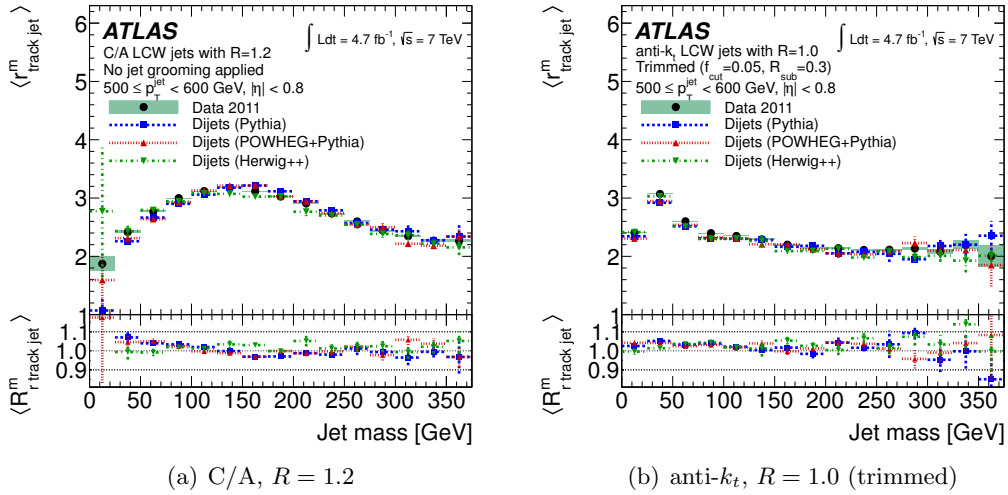 ⟨r^m_track jet⟩
6
5
4
3
2
1
ATLAS
∫ Ldt = 4.7 fb⁻¹, √s = 7 TeV
C/A LCW jets with R=1.2
No jet grooming applied
500 ≤ p_T^jet < 600 GeV, |η| < 0.8
Data 2011
Dijets (Pythia)
Dijets (POWHEG+Pythia)
Dijets (Herwig++)
⟨R^m_r track jet⟩
1.1
1.0
0.9
0 50 100 150 200 250 300 350
Jet mass [GeV]
(a) C/A, R = 1.2
⟨r^m_track jet⟩
6
5
4
3
2
1
ATLAS
∫ Ldt = 4.7 fb⁻¹, √s = 7 TeV
anti-k_t LCW jets with R=1.0
Trimmed (f_cut=0.05, R_sub=0.3)
500 ≤ p_T^jet < 600 GeV, |η| < 0.8
Data 2011
Dijets (Pythia)
Dijets (POWHEG+Pythia)
Dijets (Herwig++)
⟨R^m_r track jet⟩
1.1
1.0
0.9
0 50 100 150 200 250 300 350
Jet mass [GeV]
(b) anti-k_t, R = 1.0 (trimmed)